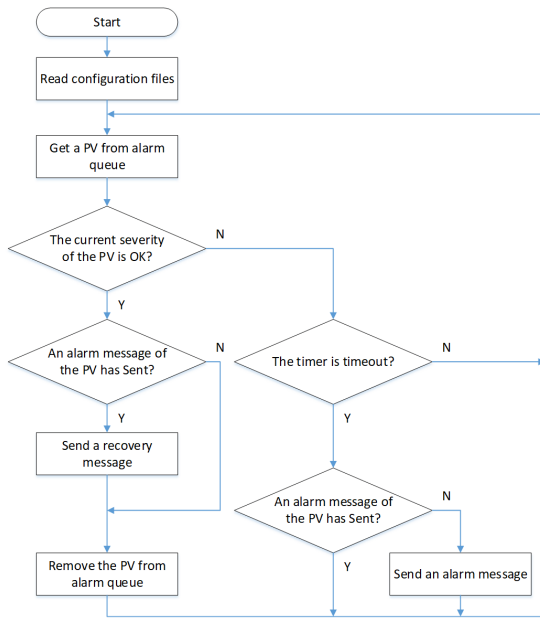 Start
Read configuration files
Get a PV from alarm
queue
The current severity
of the PV is OK?
N
Y
An alarm message of
the PV has Sent?
N
The timer is timeout?
N
Y
Y
Send a recovery
message
An alarm message of
the PV has Sent?
N
Remove the PV from
alarm queue
Y
Send an alarm message